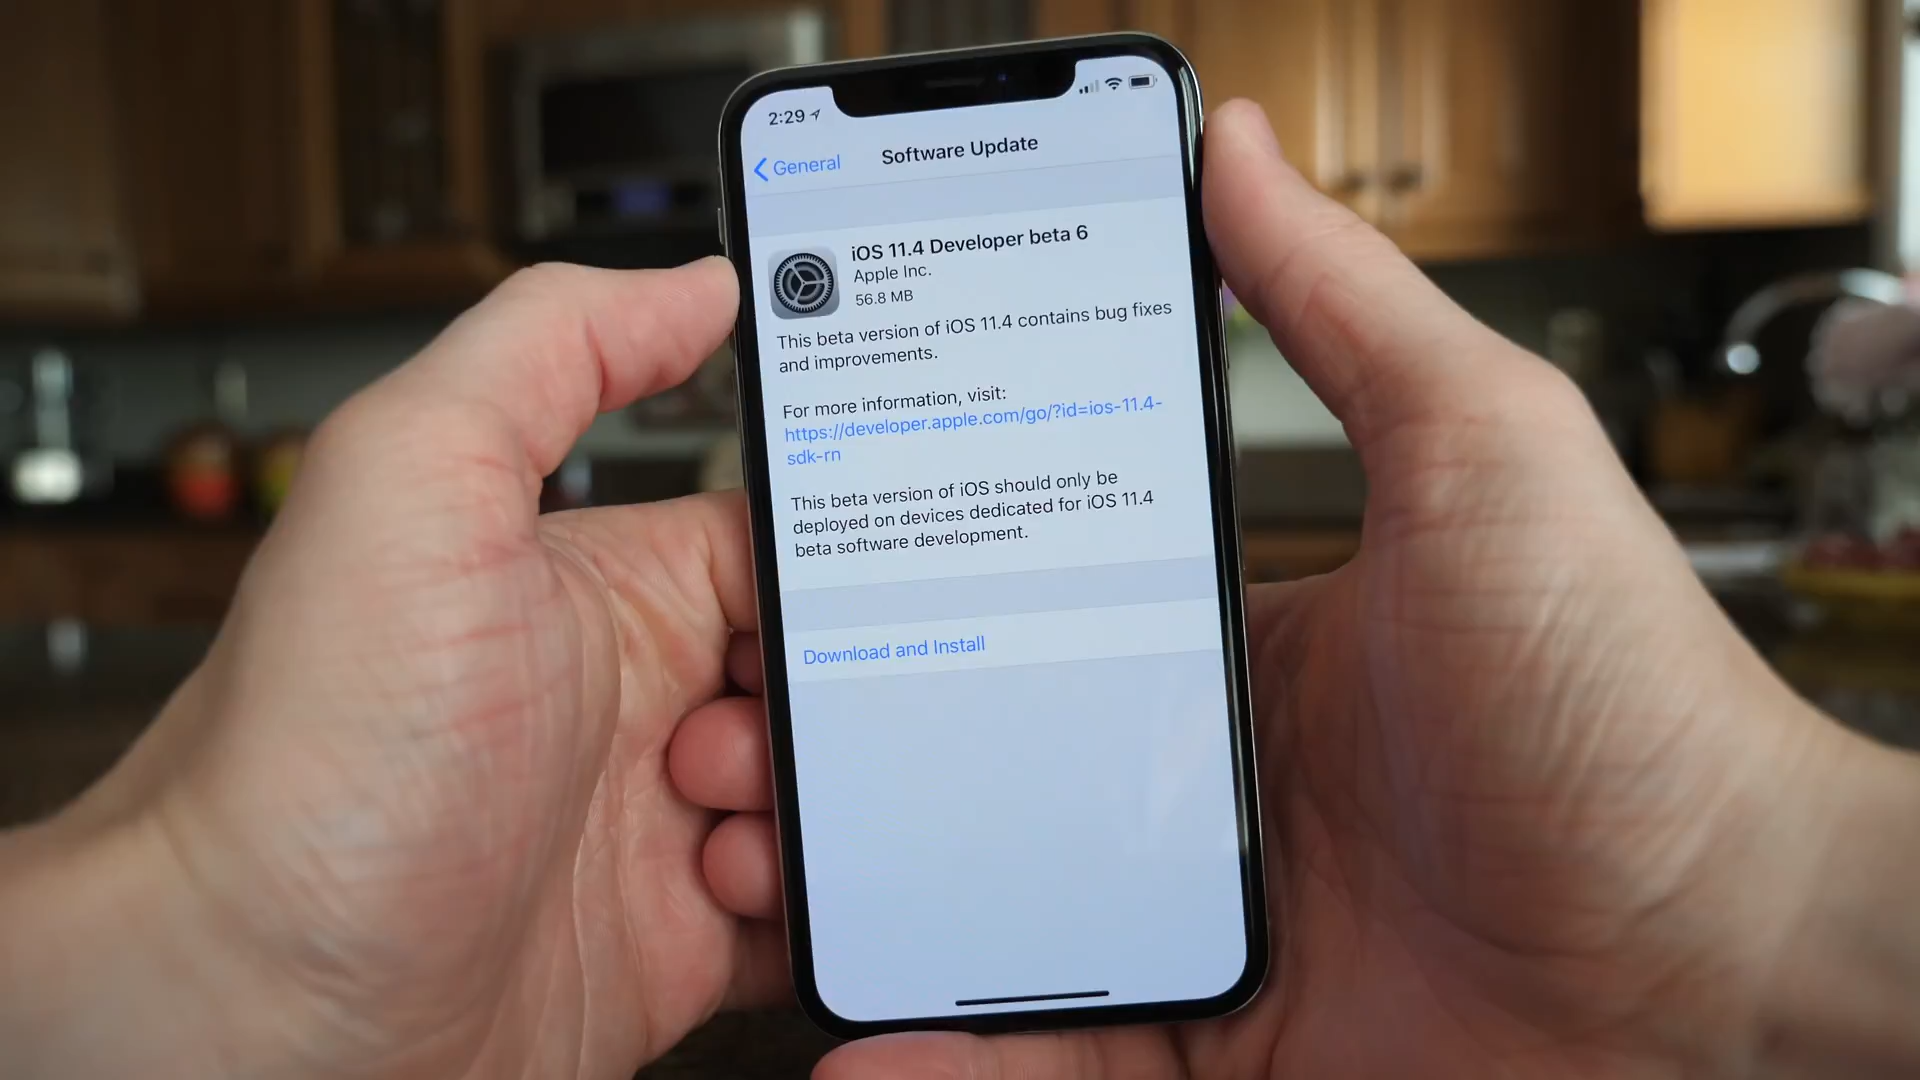 2:29
General
Software Update
iOS 11.4 Developer beta 6
Apple Inc.
56.8 MB
This beta version of iOS 11.4 contains bug fixes
and improvements.
For more information, visit:
https://developer.apple.com/go/?id=ios-11.4-
sdk-rn
This beta version of iOS should only be
deployed on devices dedicated for iOS 11.4
beta software development.
Download and Install